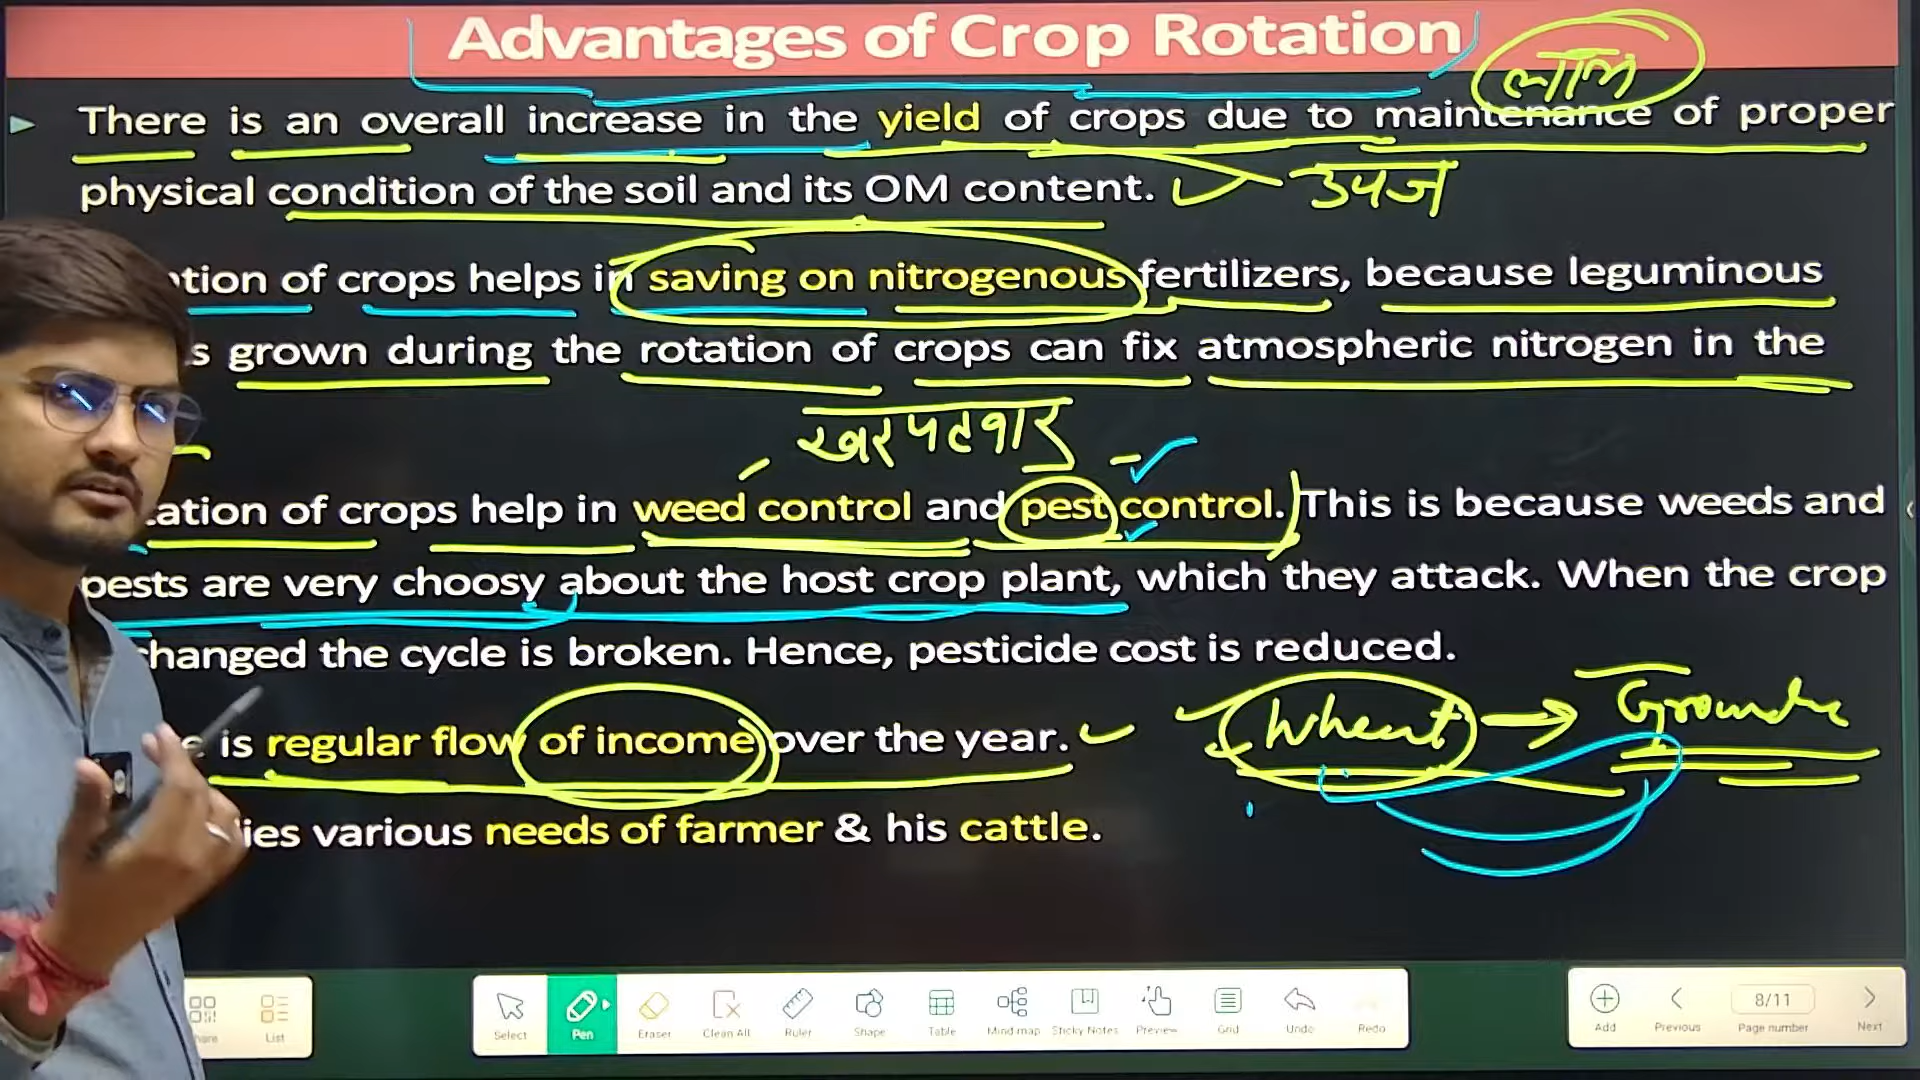 Advantages of Crop Rotation
लाभ
There is an overall increase in the yield of crops due to maintenance of proper
physical condition of the soil and its OM content.
उपज
tion of crops helps in saving on nitrogenous fertilizers, because leguminous
s grown during the rotation of crops can fix atmospheric nitrogen in the
खरपतवार
tation of crops help in weed control and pest control. This is because weeds and
pests are very choosy about the host crop plant, which they attack. When the crop
changed the cycle is broken. Hence, pesticide cost is reduced.
Wheat →
e is regular flow of income over the year.
ies various needs of farmer & his cattle.
Share List Select Pen Eraser Clean All Ruler Shape Table Mind map Sticky Notes Preview Grid Undo Redo Add Previous 8/11 Page number Next